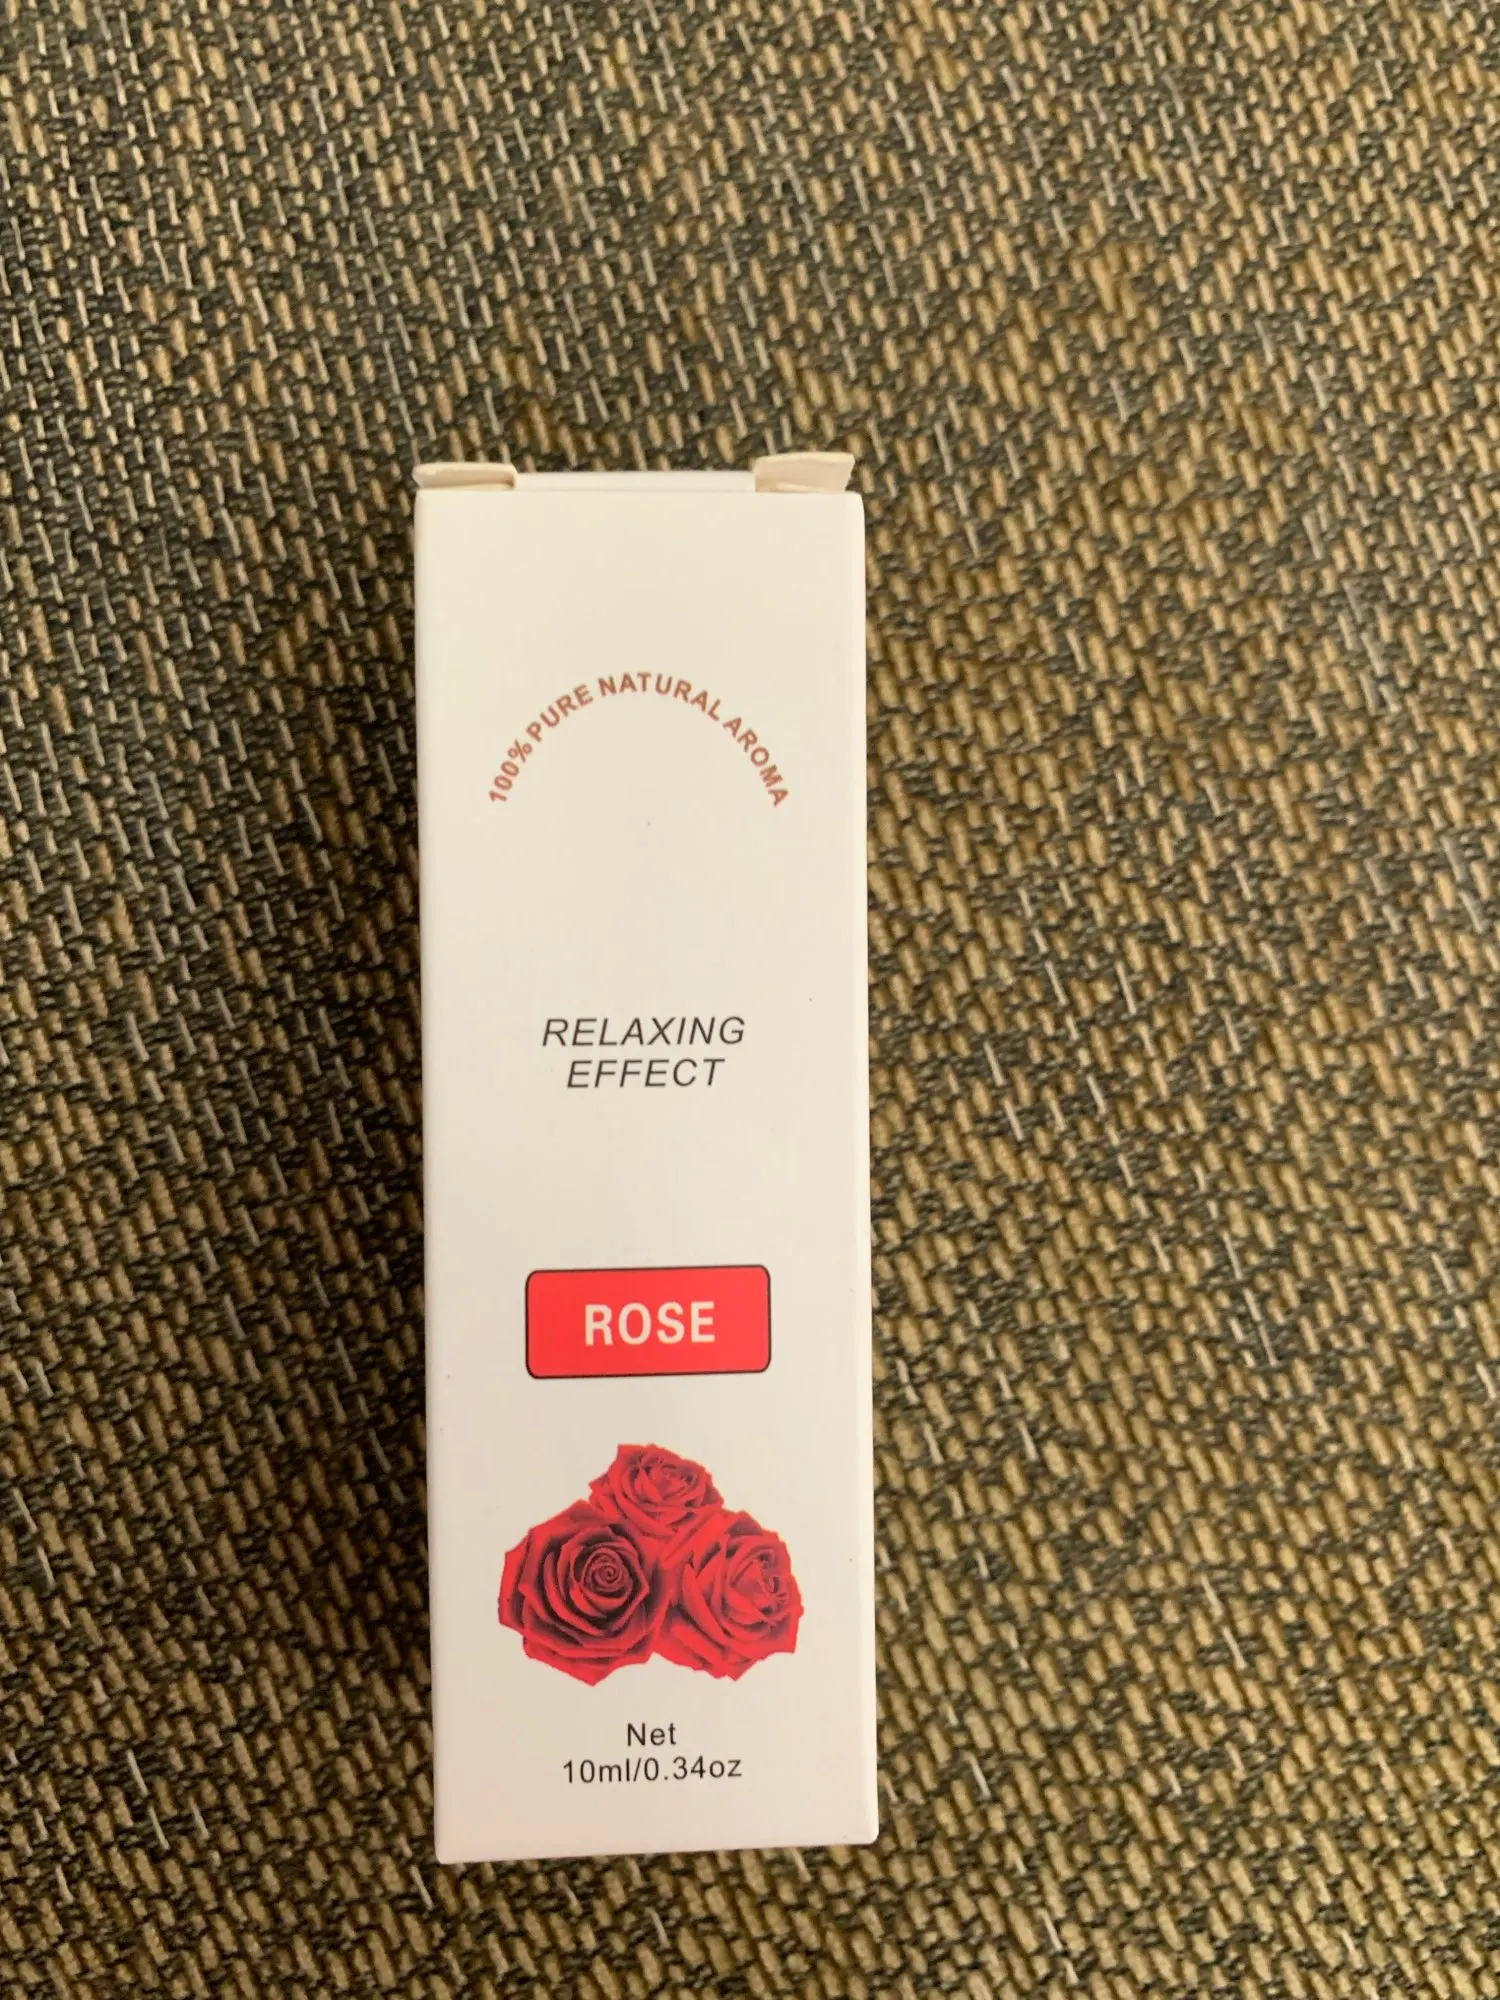 100% PURE NATURAL AROMA
RELAXING
EFFECT
ROSE
Net
10ml/0.34oz